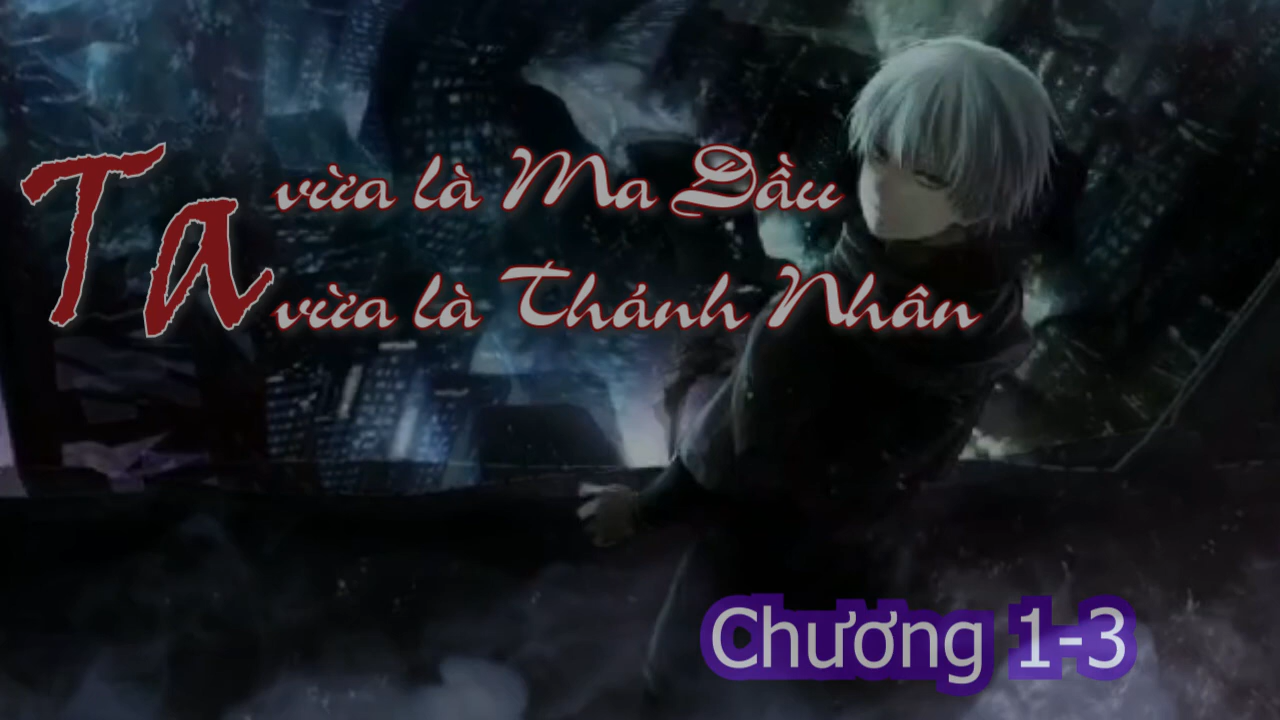 Ta vừa là Ma Đầu
vừa là Thánh Nhân
Chương 1-3